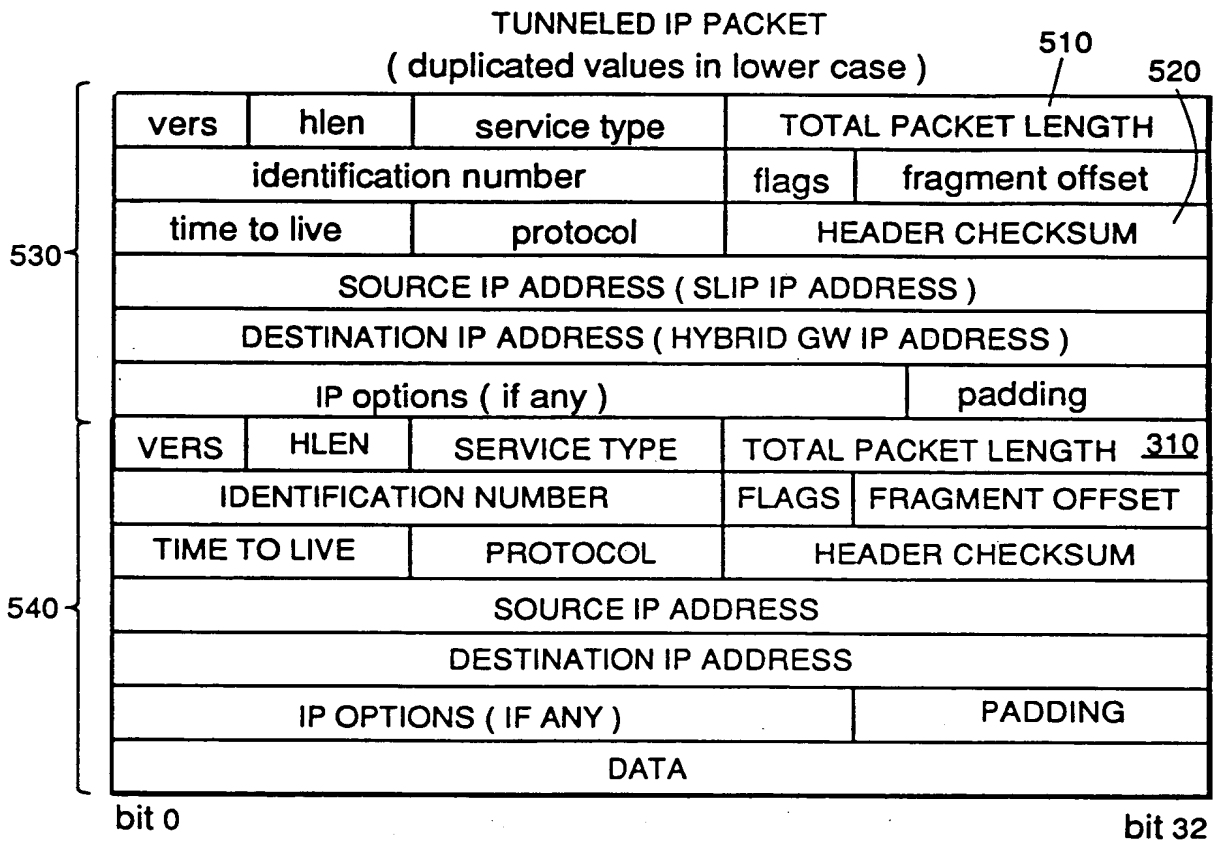 TUNNELED IP PACKET
( duplicated values in lower case )
510
520
vers hlen service type TOTAL PACKET LENGTH
identification number flags fragment offset
time to live protocol HEADER CHECKSUM
530
SOURCE IP ADDRESS ( SLIP IP ADDRESS )
DESTINATION IP ADDRESS ( HYBRID GW IP ADDRESS )
IP options ( if any ) padding
VERS HLEN SERVICE TYPE TOTAL PACKET LENGTH 310
IDENTIFICATION NUMBER FLAGS FRAGMENT OFFSET
TIME TO LIVE PROTOCOL HEADER CHECKSUM
540
SOURCE IP ADDRESS
DESTINATION IP ADDRESS
IP OPTIONS ( IF ANY ) PADDING
DATA
bit 0 bit 32